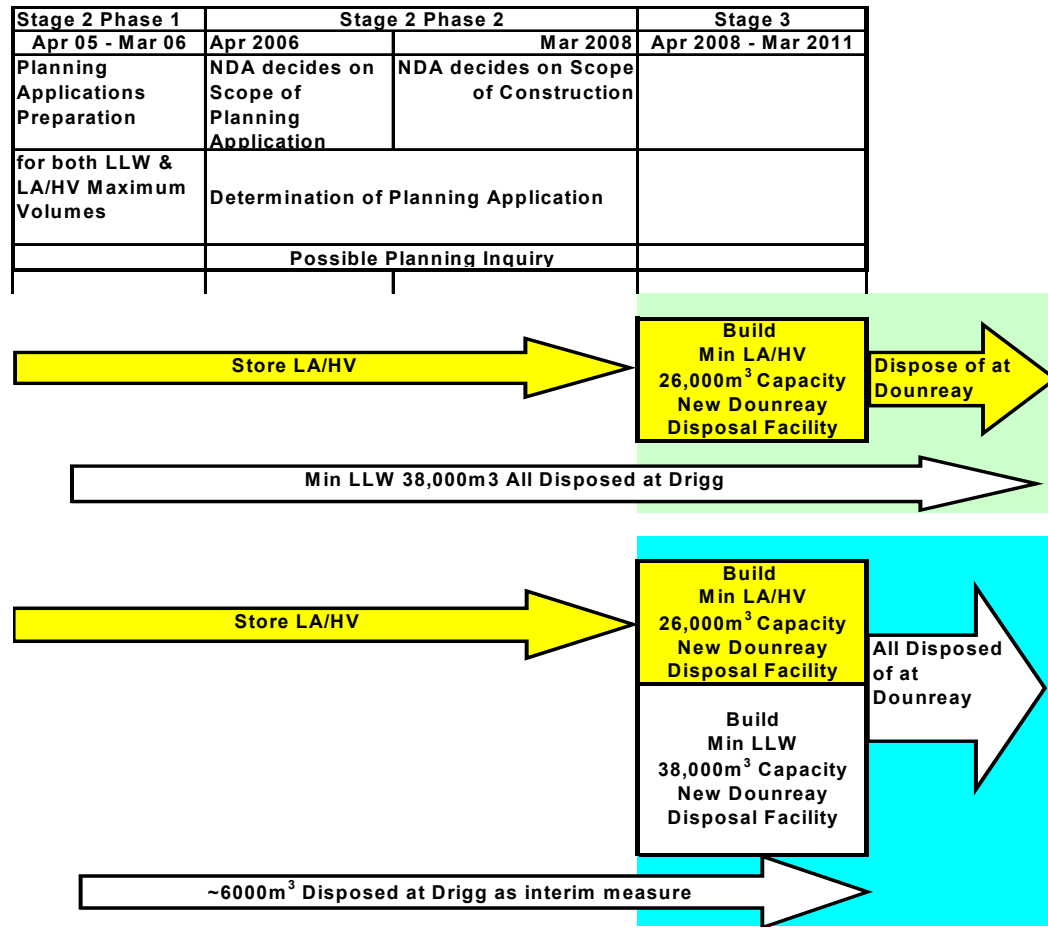 Stage 2 Phase 1 Stage 2 Phase 2 Stage 3
Apr 05 - Mar 06 Apr 2006 Mar 2008 Apr 2008 - Mar 2011
Planning
Applications
Preparation
NDA decides on
Scope of
Planning
Application
NDA decides on Scope
of Construction
for both LLW &
LA/HV Maximum
Volumes
Determination of Planning Application
Possible Planning Inquiry
Store LA/HV
Build
Min LA/HV
26,000m³ Capacity
New Dounreay
Disposal Facility
Dispose of at
Dounreay
Min LLW 38,000m3 All Disposed at Drigg
Store LA/HV
Build
Min LA/HV
26,000m³ Capacity
New Dounreay
Disposal Facility
All Disposed
of at
Dounreay
Build
Min LLW
38,000m³ Capacity
New Dounreay
Disposal Facility
~6000m³ Disposed at Drigg as interim measure